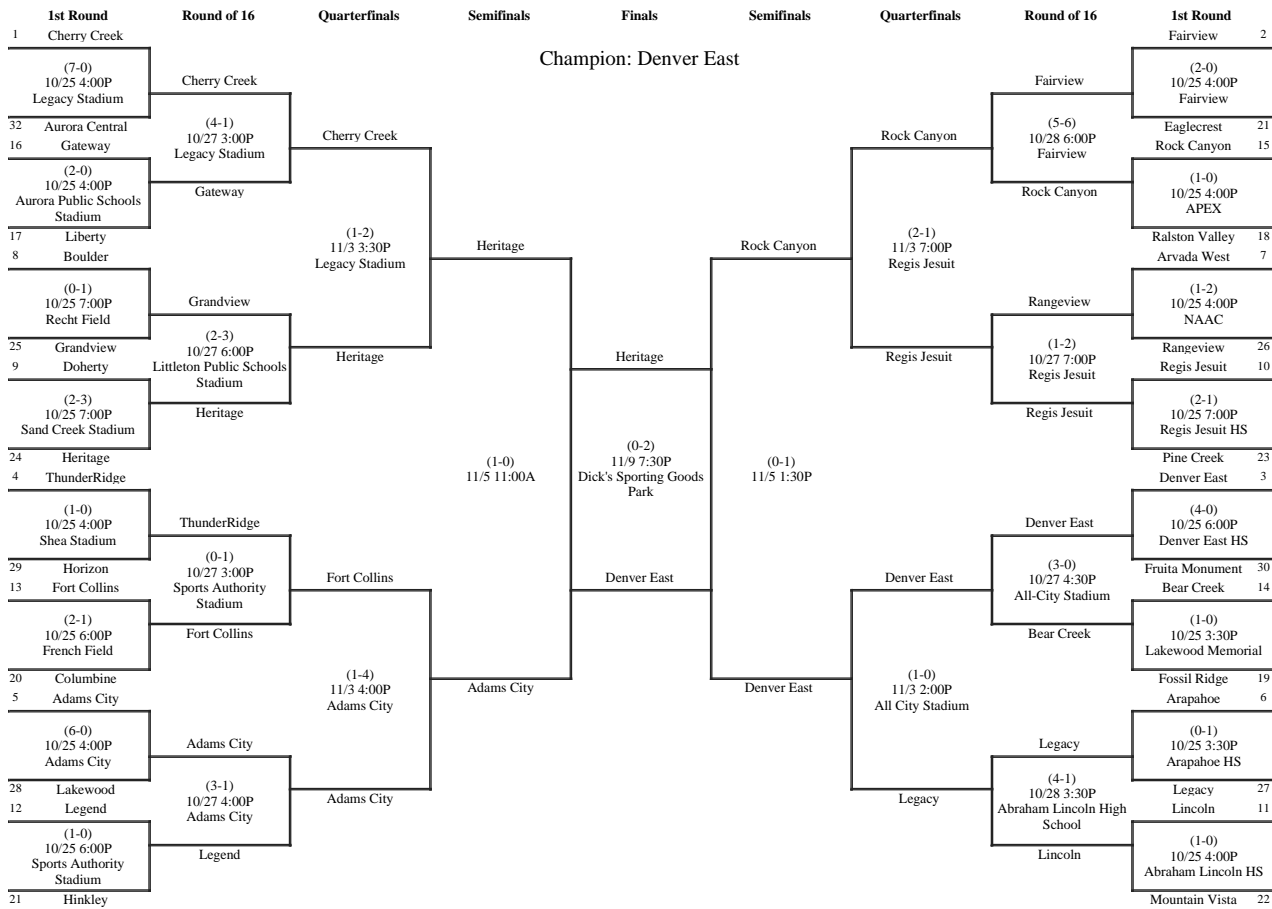 1st Round
Round of 16
Quarterfinals
Semifinals
Finals
Semifinals
Quarterfinals
Round of 16
1st Round
Champion: Denver East
1 Cherry Creek
(7-0)
10/25 4:00P
Legacy Stadium
32 Aurora Central
16 Gateway
(2-0)
10/25 4:00P
Aurora Public Schools
Stadium
17 Liberty
8 Boulder
(0-1)
10/25 7:00P
Recht Field
25 Grandview
9 Doherty
(2-3)
10/25 7:00P
Sand Creek Stadium
24 Heritage
4 ThunderRidge
(1-0)
10/25 4:00P
Shea Stadium
29 Horizon
13 Fort Collins
(2-1)
10/25 6:00P
French Field
20 Columbine
5 Adams City
(6-0)
10/25 4:00P
Adams City
28 Lakewood
12 Legend
(1-0)
10/25 6:00P
Sports Authority
Stadium
21 Hinkley
Cherry Creek
(4-1)
10/27 3:00P
Legacy Stadium
Gateway
Grandview
(2-3)
10/27 6:00P
Littleton Public Schools
Stadium
Heritage
ThunderRidge
(0-1)
10/27 3:00P
Sports Authority
Stadium
Fort Collins
Adams City
(3-1)
10/27 4:00P
Adams City
Legend
Cherry Creek
(1-2)
11/3 3:30P
Legacy Stadium
Heritage
Fort Collins
(1-4)
11/3 4:00P
Adams City
Adams City
Heritage
(1-0)
11/5 11:00A
Adams City
Heritage
(0-2)
11/9 7:30P
Dick's Sporting Goods
Park
Denver East
Rock Canyon
(0-1)
11/5 1:30P
Denver East
Rock Canyon
(2-1)
11/3 7:00P
Regis Jesuit
Regis Jesuit
Denver East
(1-0)
11/3 2:00P
All City Stadium
Legacy
Fairview
(5-6)
10/28 6:00P
Fairview
Rock Canyon
Rangeview
(1-2)
10/27 7:00P
Regis Jesuit
Regis Jesuit
Denver East
(3-0)
10/27 4:30P
All-City Stadium
Bear Creek
Legacy
(4-1)
10/28 3:30P
Abraham Lincoln High
School
Lincoln
Fairview 2
(2-0)
10/25 4:00P
Fairview
Eaglecrest 21
Rock Canyon 15
(1-0)
10/25 4:00P
APEX
Ralston Valley 18
Arvada West 7
(1-2)
10/25 4:00P
NAAC
Rangeview 26
Regis Jesuit 10
(2-1)
10/25 7:00P
Regis Jesuit HS
Pine Creek 23
Denver East 3
(4-0)
10/25 6:00P
Denver East HS
Fruita Monument 30
Bear Creek 14
(1-0)
10/25 3:30P
Lakewood Memorial
Fossil Ridge 19
Arapahoe 6
(0-1)
10/25 3:30P
Arapahoe HS
Legacy 27
Lincoln 11
(1-0)
10/25 4:00P
Abraham Lincoln HS
Mountain Vista 22